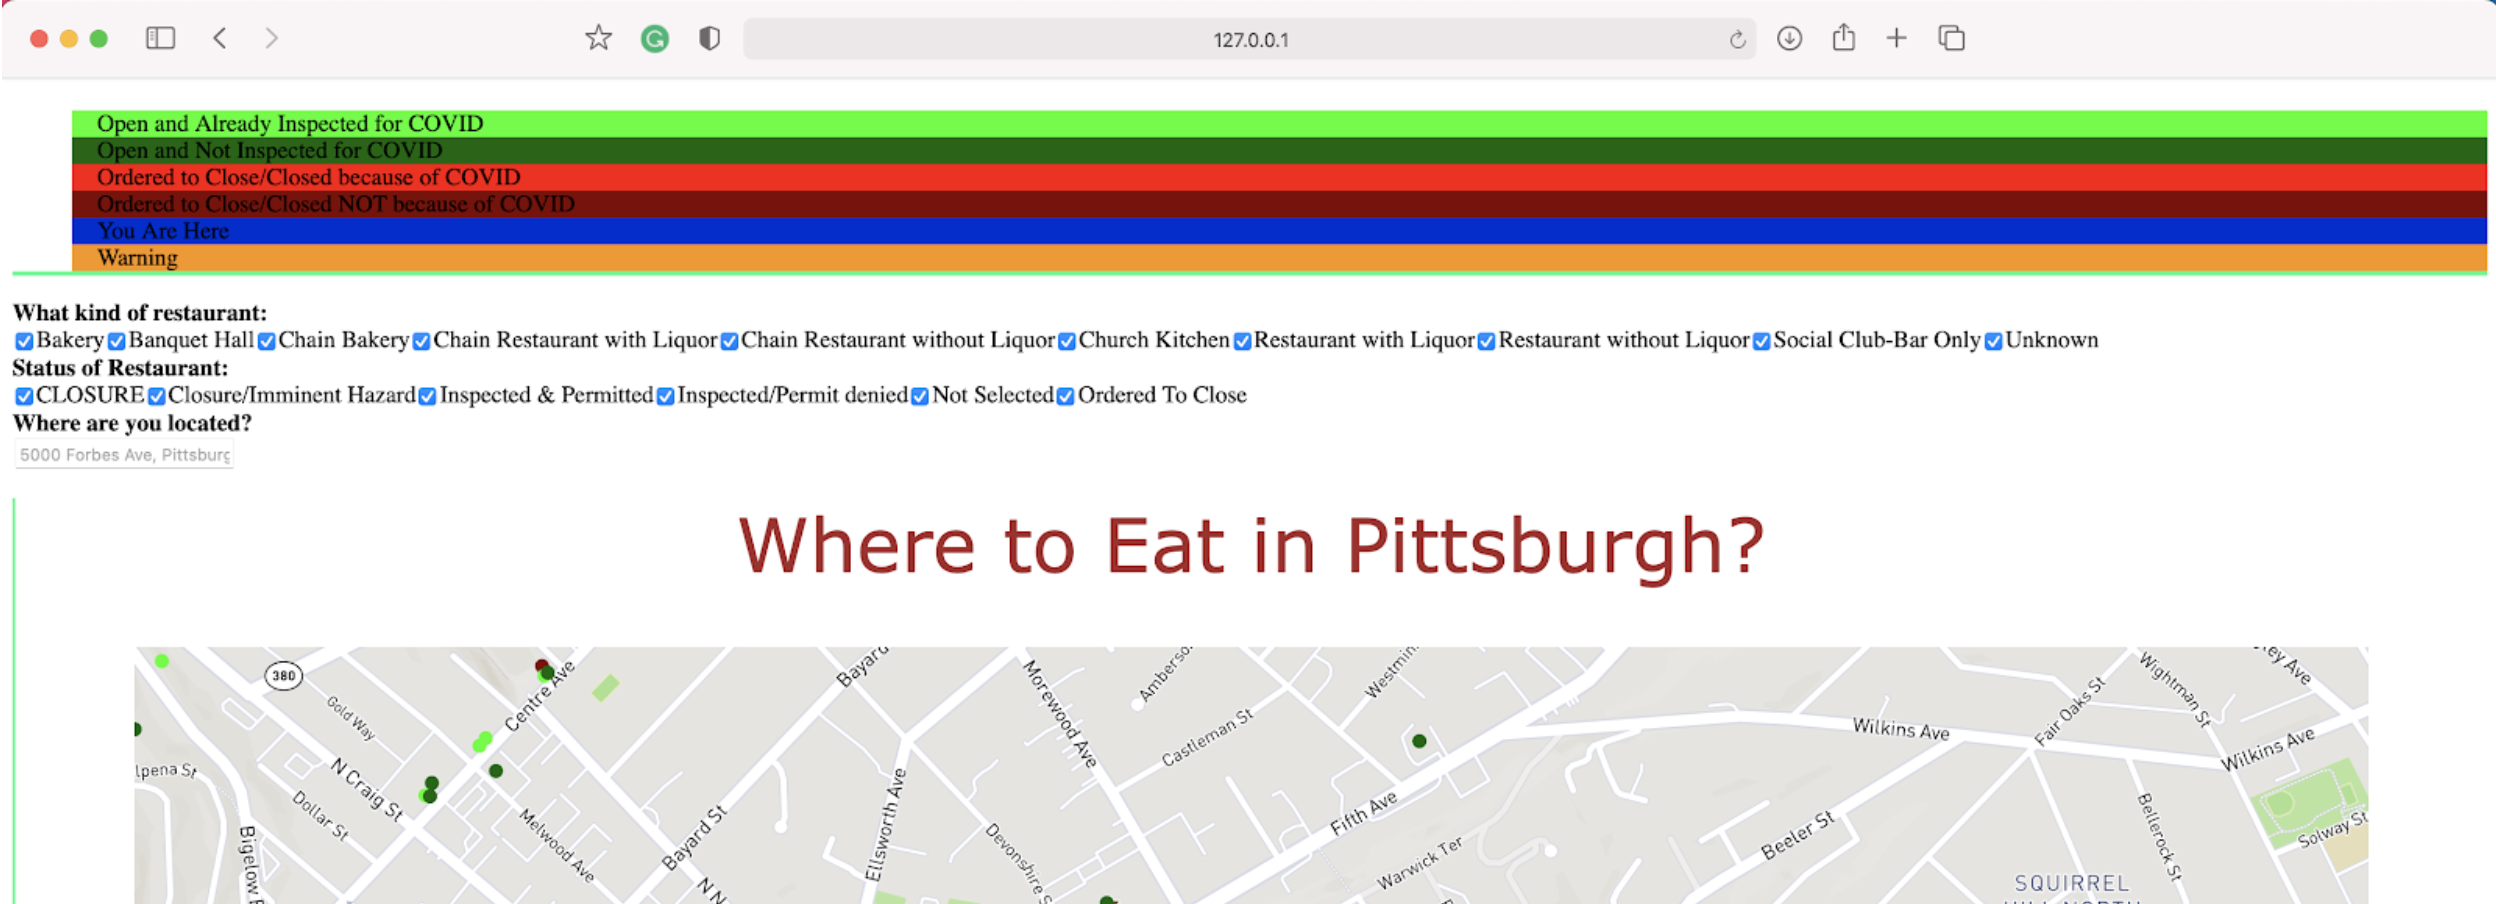 127.0.0.1
Open and Already Inspected for COVID
Open and Not Inspected for COVID
Ordered to Close/Closed because of COVID
Ordered to Close/Closed NOT because of COVID
You Are Here
Warning
What kind of restaurant:
Bakery Banquet Hall Chain Bakery Chain Restaurant with Liquor Chain Restaurant without Liquor Church Kitchen Restaurant with Liquor Restaurant without Liquor Social Club-Bar Only Unknown
Status of Restaurant:
CLOSURE Closure/Imminent Hazard Inspected & Permitted Inspected/Permit denied Not Selected Ordered To Close
Where are you located?
5000 Forbes Ave, Pittsburg
Where to Eat in Pittsburgh?
380
Gold Way
Centre Ave
Bayard
Morewood Ave
Westmin
Castleman St
Wilkins Ave
Fair Oaks St
Wightman St
Wilkins Ave
lpena St
N Craig St
Dollar St
Melwood Ave
Bayard St
Ellsworth Ave
Devonshire S
Fifth Ave
Warwick Ter
Beeler St
Bellerock St
Solway St
Bigelow
SQUIRREL